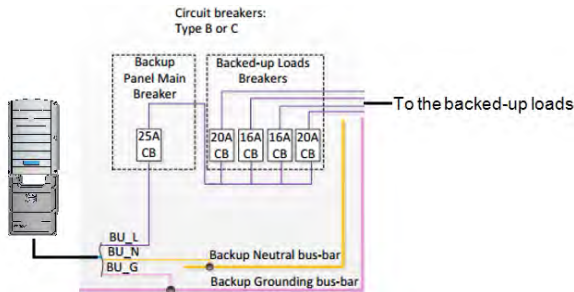 Circuit breakers:
Type B or C
Backup
Panel Main
Breaker
Backed-up Loads
Breakers
To the backed-up loads
25A
CB
20A
CB
16A
CB
16A
CB
20A
CB
BU_L
BU_N
BU_G
Backup Neutral bus-bar
Backup Grounding bus-bar